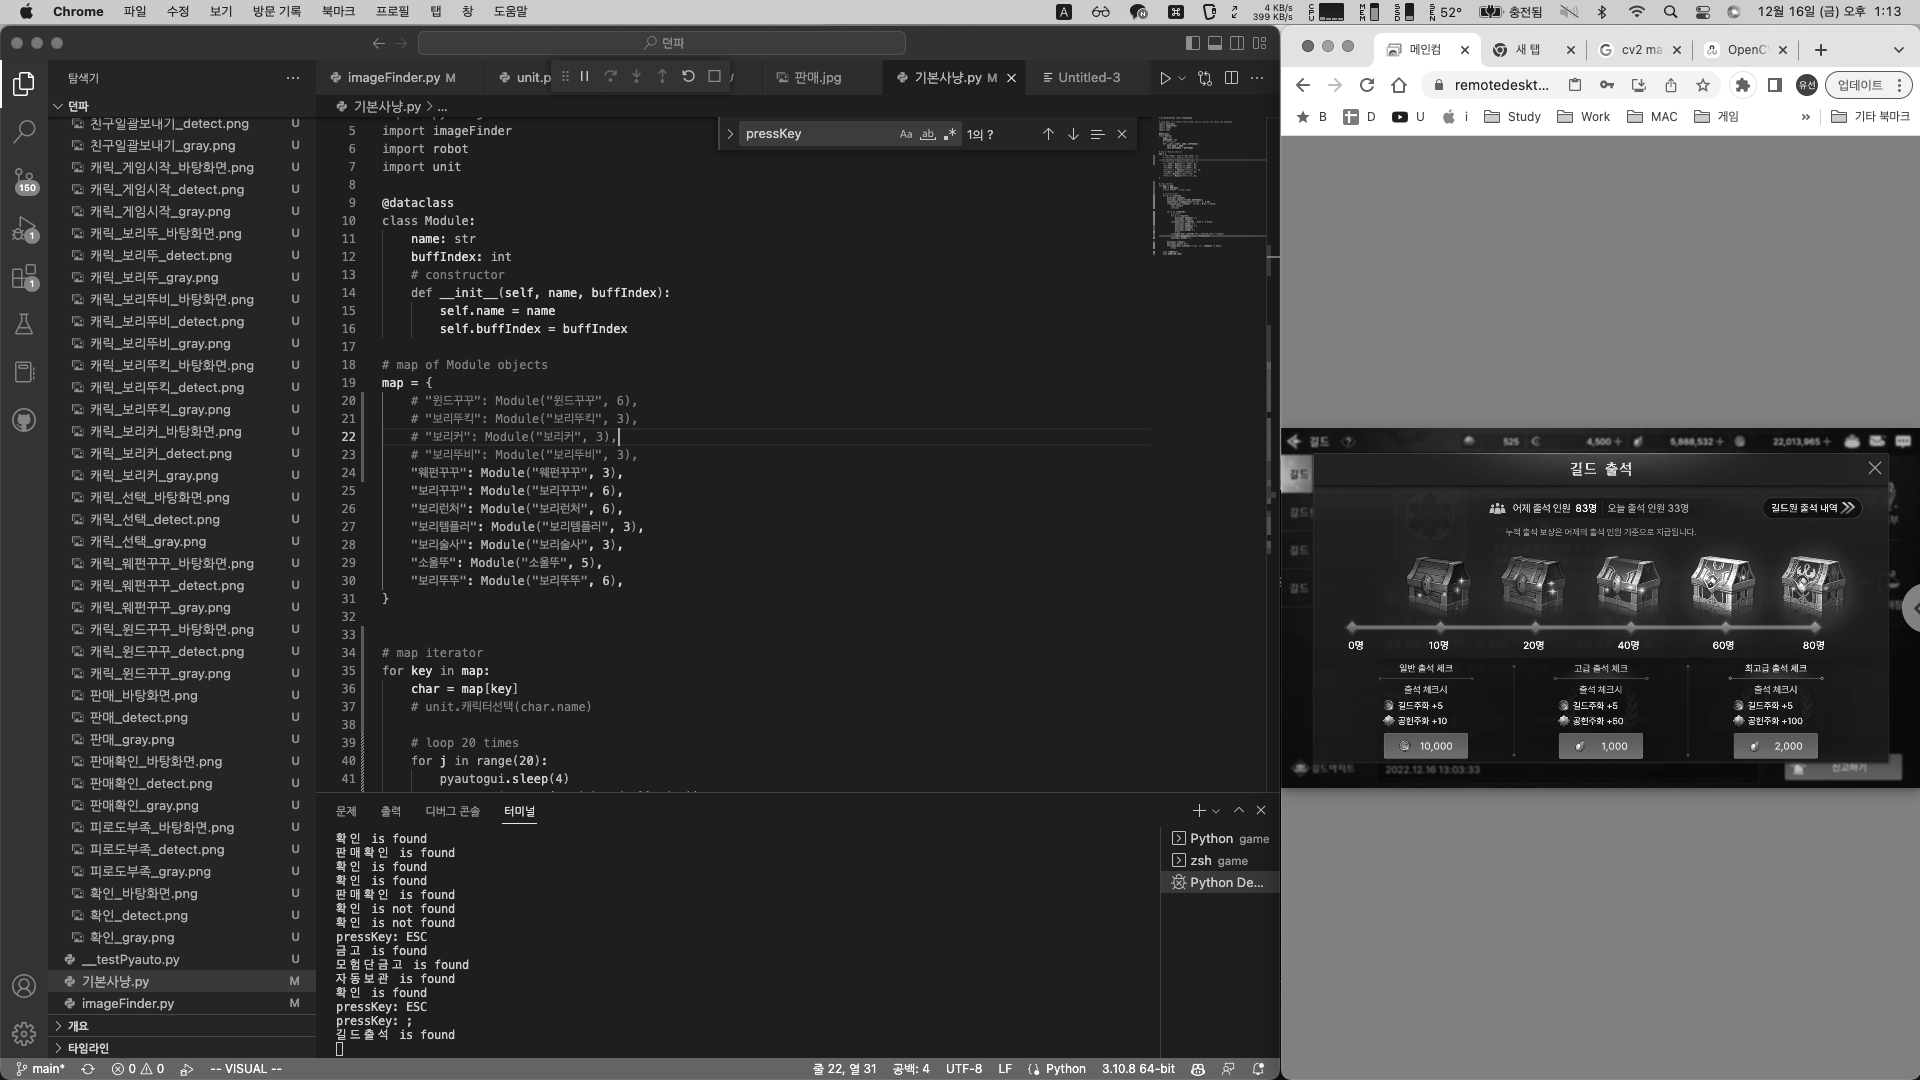 Chrome 파일 수정 보기 방문 기록 북마크 프로필 탭 창 도움말
4 KB/s
399 KB/s
52° 충전됨 12월 16일 (금) 오후 1:13
던파
탐색기
던파
친구일괄보내기_detect.png U
친구일괄보내기_gray.png U
캐릭_게임시작_바탕화면.png U
캐릭_게임시작_detect.png U
캐릭_게임시작_gray.png U
캐릭_보리뚜_바탕화면.png U
캐릭_보리뚜_detect.png U
캐릭_보리뚜_gray.png U
캐릭_보리뚜비_바탕화면.png U
캐릭_보리뚜비_detect.png U
캐릭_보리뚜비_gray.png U
캐릭_보리뚜킥_바탕화면.png U
캐릭_보리뚜킥_detect.png U
캐릭_보리뚜킥_gray.png U
캐릭_보리커_바탕화면.png U
캐릭_보리커_detect.png U
캐릭_보리커_gray.png U
캐릭_선택_바탕화면.png U
캐릭_선택_detect.png U
캐릭_선택_gray.png U
캐릭_웨펀꾸꾸_바탕화면.png U
캐릭_웨펀꾸꾸_detect.png U
캐릭_웨펀꾸꾸_gray.png U
캐릭_윈드꾸꾸_바탕화면.png U
캐릭_윈드꾸꾸_detect.png U
캐릭_윈드꾸꾸_gray.png U
판매_바탕화면.png U
판매_detect.png U
판매_gray.png U
판매확인_바탕화면.png U
판매확인_detect.png U
판매확인_gray.png U
피로도부족_바탕화면.png U
피로도부족_detect.png U
피로도부족_gray.png U
확인_바탕화면.png U
확인_detect.png U
확인_gray.png U
__testPyauto.py U
기본사냥.py M
imageFinder.py M
개요
타임라인
150
1
1
imageFinder.py M unit.p 판매.jpg 기본사냥.py M Untitled-3
기본사냥.py > ...
pressKey Aa ab 1의 ?
5 import imageFinder
6 import robot
7 import unit
8
9 @dataclass
10 class Module:
11 name: str
12 buffIndex: int
13 # constructor
14 def __init__(self, name, buffIndex):
15 self.name = name
16 self.buffIndex = buffIndex
17
18 # map of Module objects
19 map = {
20 # "윈드꾸꾸": Module("윈드꾸꾸", 6),
21 # "보리뚜킥": Module("보리뚜킥", 3),
22 # "보리커": Module("보리커", 3),
23 # "보리뚜비": Module("보리뚜비", 3),
24 "웨펀꾸꾸": Module("웨펀꾸꾸", 3),
25 "보리꾸꾸": Module("보리꾸꾸", 6),
26 "보리런처": Module("보리런처", 6),
27 "보리템플러": Module("보리템플러", 3),
28 "보리술사": Module("보리술사", 3),
29 "소울뚜": Module("소울뚜", 5),
30 "보리뚜뚜": Module("보리뚜뚜", 6),
31 }
32
33
34 # map iterator
35 for key in map:
36 char = map[key]
37 # unit.캐릭터선택(char.name)
38
39 # loop 20 times
40 for j in range(20):
41 pyautogui.sleep(4)
문제 출력 디버그 콘솔 터미널
확인 is found
판매확인 is found
확인 is found
확인 is found
판매확인 is found
확인 is not found
확인 is not found
pressKey: ESC
금고 is found
모험단금고 is found
자동보관 is found
확인 is found
pressKey: ESC
pressKey: ;
길드출석 is found
Python game
zsh game
Python De...
main* 0 0 -- VISUAL -- 줄 22, 열 31 공백: 4 UTF-8 LF Python 3.10.8 64-bit
메인컴 새 탭 cv2 ma OpenC
remotedeskt... 유선 업데이트
B D U i Study Work MAC 게임 » 기타 북마크
길드 525 4,500 + 5,888,532 + 22,013,965 +
길드 출석
어제 출석 인원 83명 오늘 출석 인원 33명 길드원 출석 내역
누적 출석 보상은 어제의 출석 인원 기준으로 지급됩니다.
0명 10명 20명 40명 60명 80명
일반 출석 체크 고급 출석 체크 최고급 출석 체크
출석 체크시 출석 체크시 출석 체크시
길드주화 +5 길드주화 +5 길드주화 +5
공헌주화 +10 공헌주화 +50 공헌주화 +100
10,000 1,000 2,000
2022.12.16 13:03:33 신고하기